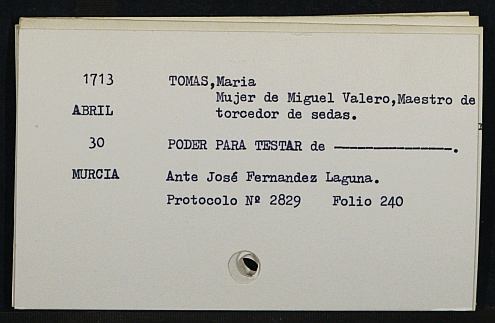 1713 TOMAS,Maria
Mujer de Miguel Valero,Maestro de
ABRIL torcedor de sedas.
30 PODER PARA TESTAR de ———————————.
MURCIA Ante José Fernandez Laguna.
Protocolo Nº 2829 Folio 240